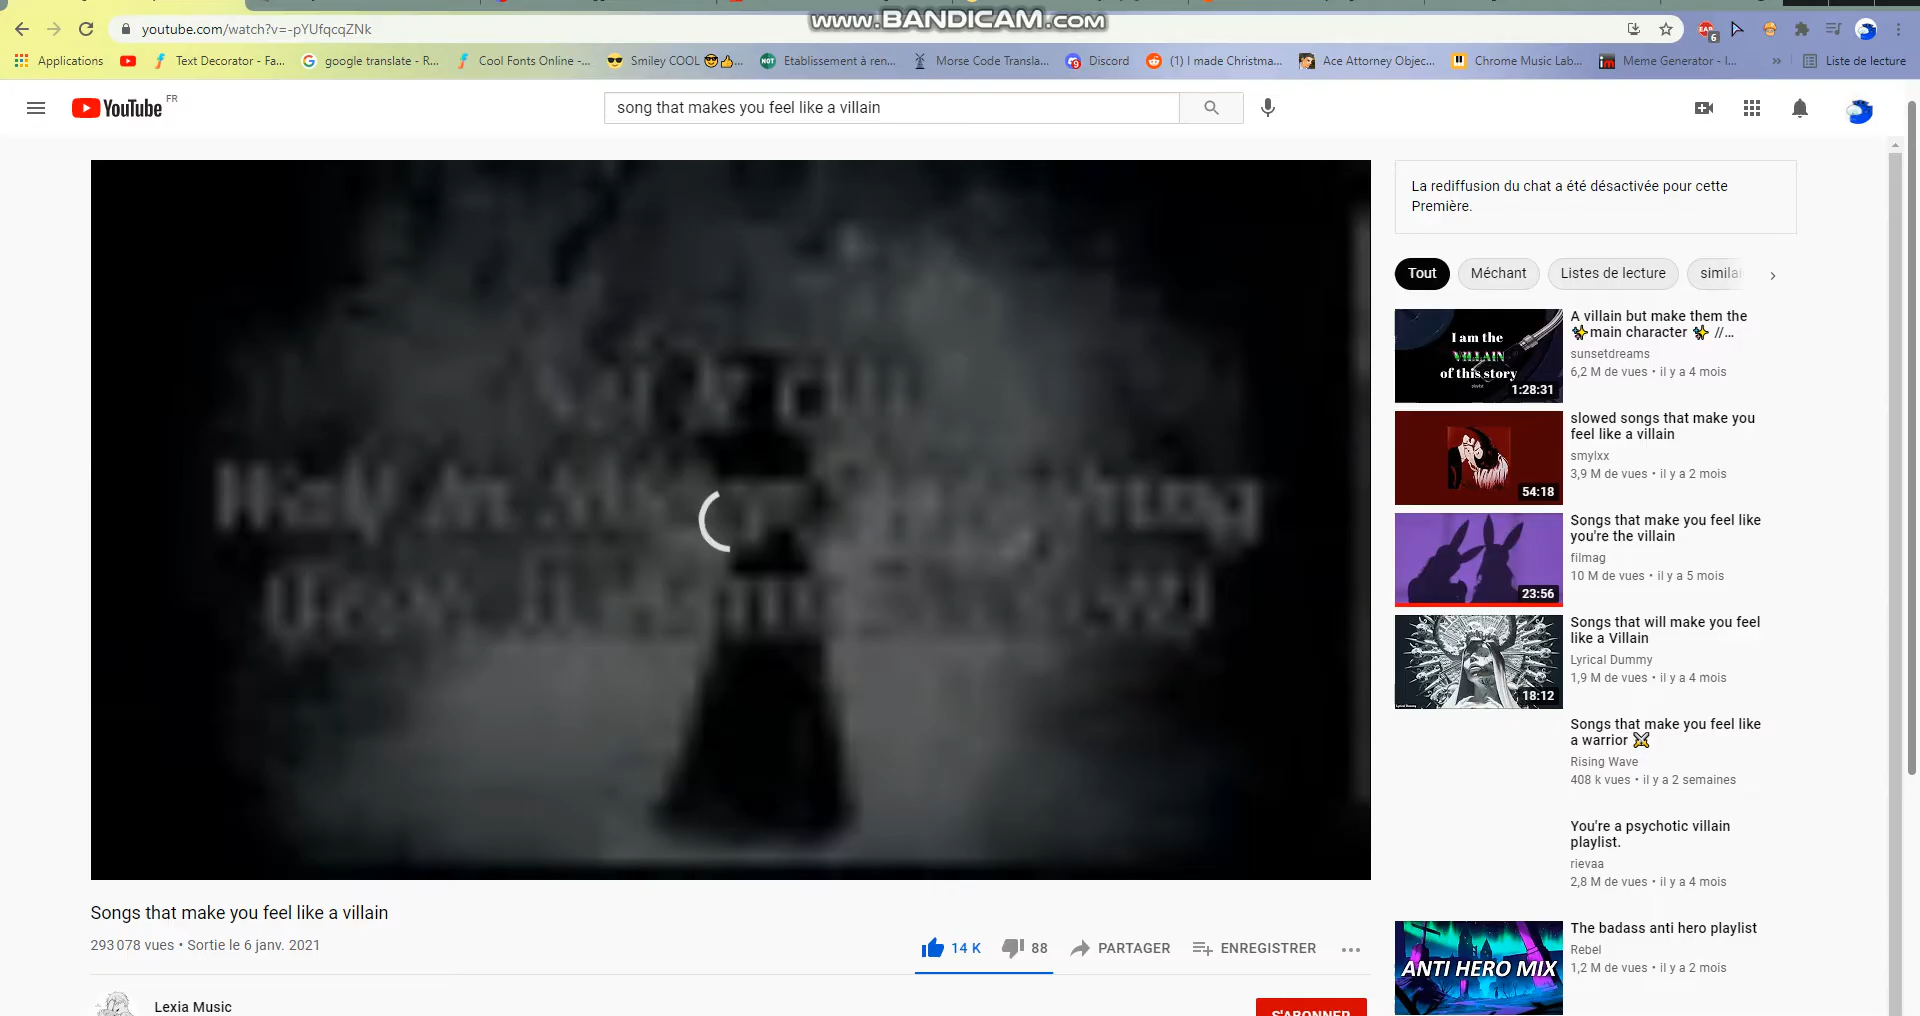 www.BANDICAM.com
youtube.com/watch?v=-pYUfqcqZNk
6
Applications
Text Decorator - Fa...
google translate - R...
Cool Fonts Online -...
Smiley COOL 😎👍...
Etablissement à ren...
Morse Code Transla...
Discord
(1) I made Christma...
Ace Attorney Objec...
Chrome Music Lab...
Meme Generator - I...
»
Liste de lecture
YouTube FR
song that makes you feel like a villain
La rediffusion du chat a été désactivée pour cette
Première.
Tout
Méchant
Listes de lecture
similai
I am the
VILLAIN
of this story
1:28:31
A villain but make them the
✨main character ✨ //...
sunsetdreams
6,2 M de vues • il y a 4 mois
54:18
slowed songs that make you
feel like a villain
smylxx
3,9 M de vues • il y a 2 mois
23:56
Songs that make you feel like
you're the villain
filmag
10 M de vues • il y a 5 mois
18:12
Songs that will make you feel
like a Villain
Lyrical Dummy
1,9 M de vues • il y a 4 mois
Songs that make you feel like
a warrior ⚔️
Rising Wave
408 k vues • il y a 2 semaines
You're a psychotic villain
playlist.
rievaa
2,8 M de vues • il y a 4 mois
ANTI HERO MIX
The badass anti hero playlist
Rebel
1,2 M de vues • il y a 2 mois
Songs that make you feel like a villain
293 078 vues • Sortie le 6 janv. 2021
14 K
88
PARTAGER
ENREGISTRER
Lexia Music
S'ABONNER